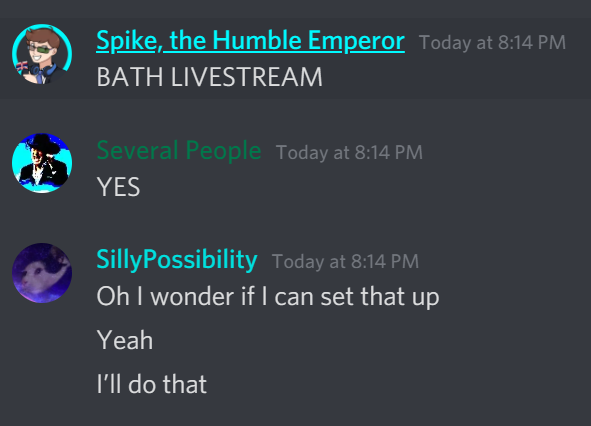 Spike, the Humble Emperor Today at 8:14 PM
BATH LIVESTREAM
Several People Today at 8:14 PM
YES
SillyPossibility Today at 8:14 PM
Oh I wonder if I can set that up
Yeah
I'll do that